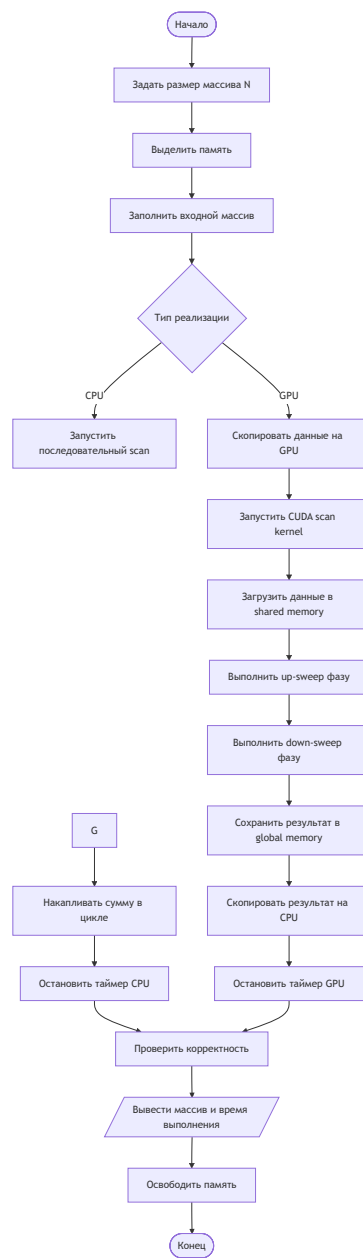 Начало
Задать размер массива N
Выделить память
Заполнить входной массив
Тип реализации
CPU
GPU
Запустить
последовательный scan
Скопировать данные на
GPU
Запустить CUDA scan
kernel
Загрузить данные в
shared memory
Выполнить up-sweep фазу
Выполнить down-sweep
фазу
G
Сохранить результат в
global memory
Накапливать сумму в
цикле
Скопировать результат на
CPU
Остановить таймер CPU
Остановить таймер GPU
Проверить корректность
Вывести массив и время
выполнения
Освободить память
Конец